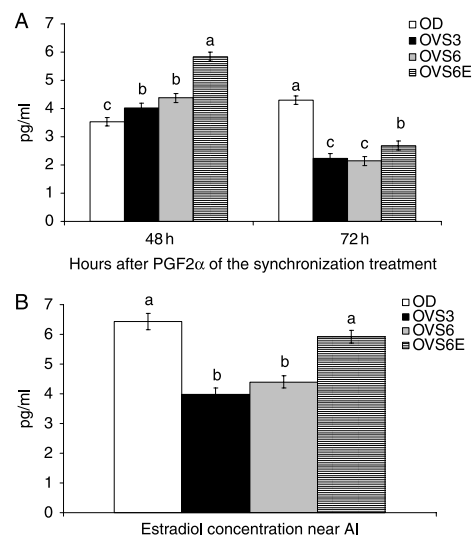 A
OD
OVS3
OVS6
OVS6E
7
6
5
4
3
2
1
0
pg/ml
c
b
b
a
a
c
c
b
48 h
72 h
Hours after PGF2α of the synchronization treatment
B
OD
OVS3
OVS6
OVS6E
7
6
5
4
3
2
1
0
pg/ml
a
b
b
a
Estradiol concentration near AI